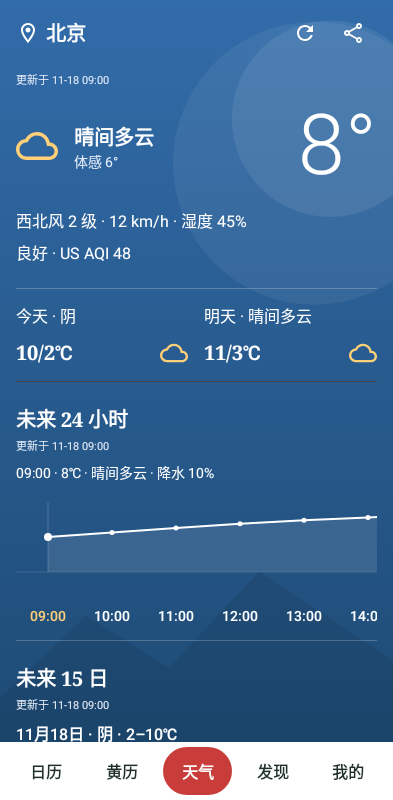 北京
更新于 11-18 09:00
晴间多云
体感 6°
8°
西北风 2 级 · 12 km/h · 湿度 45%
良好 · US AQI 48
今天 · 阴
10/2℃
明天 · 晴间多云
11/3℃
未来 24 小时
更新于 11-18 09:00
09:00 · 8℃ · 晴间多云 · 降水 10%
09:00 10:00 11:00 12:00 13:00 14:0
未来 15 日
更新于 11-18 09:00
11月18日 · 阴 · 2–10℃
日历 黄历 天气 发现 我的